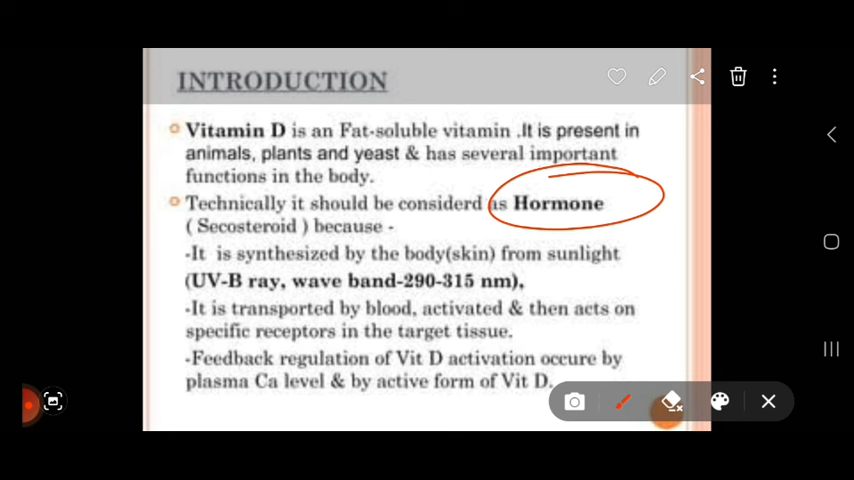 INTRODUCTION
Vitamin D is an Fat-soluble vitamin .It is present in
animals, plants and yeast & has several important
functions in the body.
Technically it should be considerd as Hormone
( Secosteroid ) because -
-It is synthesized by the body(skin) from sunlight
(UV-B ray, wave band-290-315 nm),
-It is transported by blood, activated & then acts on
specific receptors in the target tissue.
-Feedback regulation of Vit D activation occure by
plasma Ca level & by active form of Vit D.